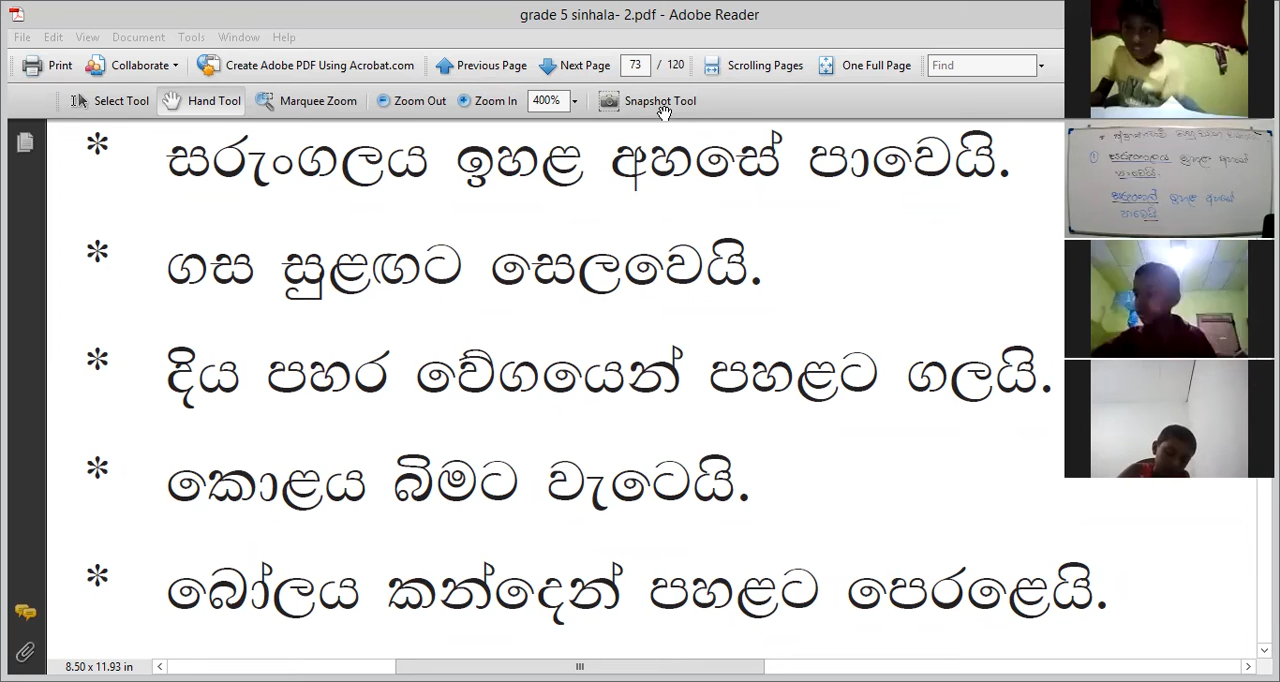 grade 5 sinhala- 2.pdf - Adobe Reader
File Edit View Document Tools Window Help
Print Collaborate Create Adobe PDF Using Acrobat.com Previous Page Next Page 73 / 120 Scrolling Pages One Full Page Find
Select Tool Hand Tool Marquee Zoom Zoom Out Zoom In 400% Snapshot Tool
* සරුංගලය ඉහළ අහසේ පාවෙයි.
* ගස සුළඟට සෙලවෙයි.
* දිය පහර වේගයෙන් පහළට ගලයි.
* කොළය බිමට වැටෙයි.
* බෝලය කන්දෙන් පහළට පෙරළෙයි.
8.50 x 11.93 in
ඉහළ අහසේ
පාවෙයි